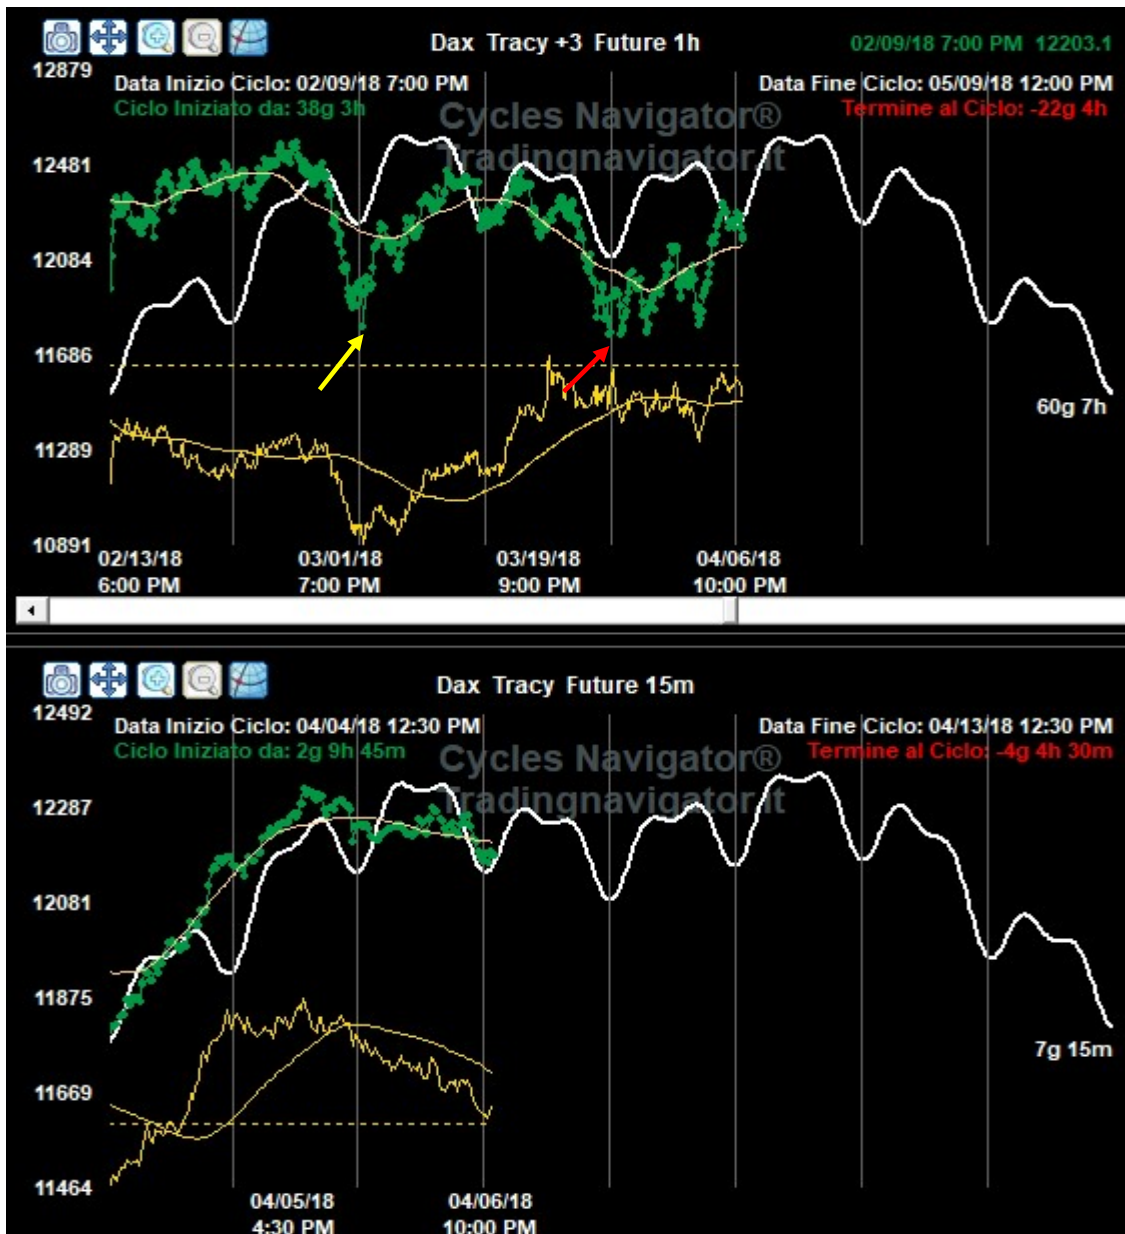 Dax Tracy +3 Future 1h
02/09/18 7:00 PM 12203.1
12879
Data Inizio Ciclo: 02/09/18 7:00 PM
Data Fine Ciclo: 05/09/18 12:00 PM
Ciclo Iniziato da: 38g 3h
Termine al Ciclo: -22g 4h
Cycles Navigator®
Tradingnavigator.it
12481
12084
11686
60g 7h
11289
10891
02/13/18
03/01/18
03/19/18
04/06/18
6:00 PM
7:00 PM
9:00 PM
10:00 PM
Dax Tracy Future 15m
12492
Data Inizio Ciclo: 04/04/18 12:30 PM
Data Fine Ciclo: 04/13/18 12:30 PM
Ciclo Iniziato da: 2g 9h 45m
Termine al Ciclo: -4g 4h 30m
Cycles Navigator®
Tradingnavigator.it
12287
12081
11875
7g 15m
11669
11464
04/05/18
04/06/18
4:30 PM
10:00 PM